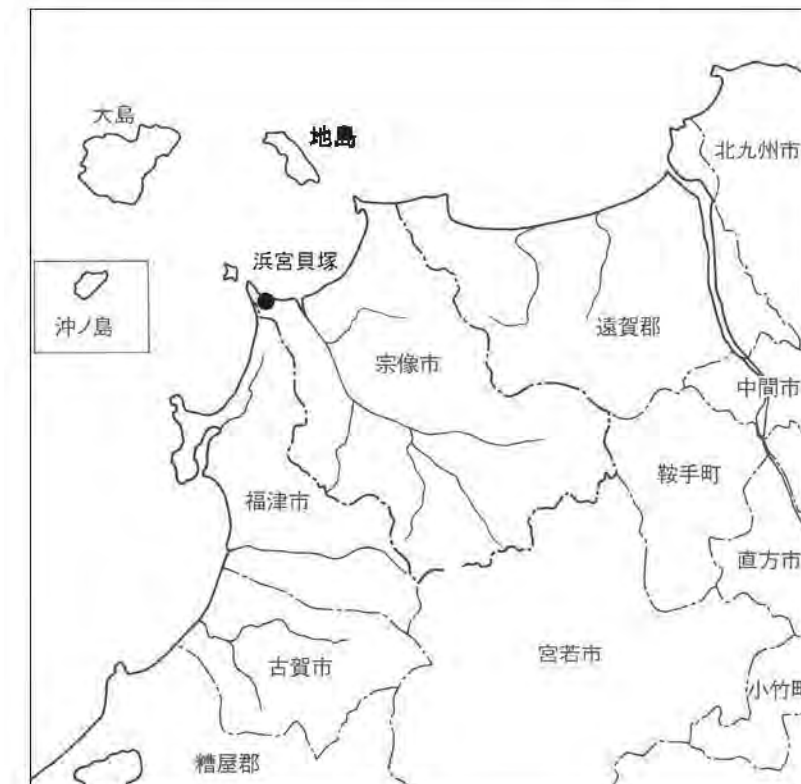 大島
地島
北九州市
浜宮貝塚
沖ノ島
遠賀郡
宗像市
中間市
鞍手町
福津市
直方市
古賀市
宮若市
小竹町
糟屋郡